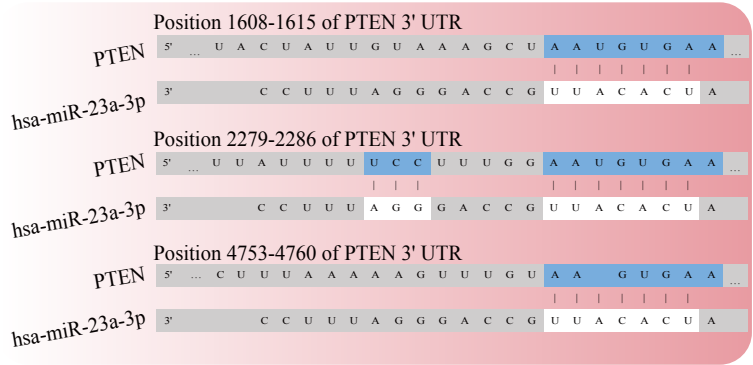 Position 1608-1615 of PTEN 3' UTR
PTEN 5' ... U A C U A U U G U A A A G C U A A U G U G A A ...
hsa-miR-23a-3p 3' C C U U U A G G G A C C G U U A C A C U A
Position 2279-2286 of PTEN 3' UTR
PTEN 5' ... U U A U U U U U C C U U U G G A A U G U G A A ...
hsa-miR-23a-3p 3' C C U U U A G G G A C C G U U A C A C U A
Position 4753-4760 of PTEN 3' UTR
PTEN 5' ... C U U U A A A A A G U U U G U A A G U G A A ...
hsa-miR-23a-3p 3' C C U U U A G G G A C C G U U A C A C U A